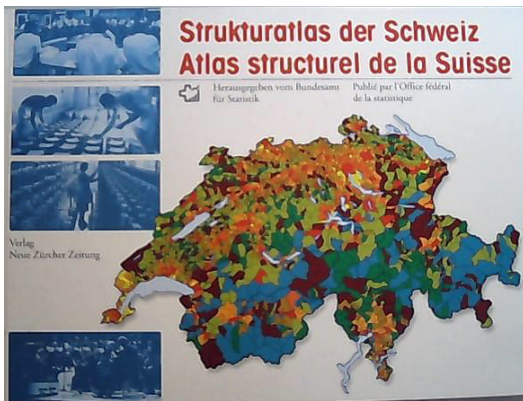 Strukturatlas der Schweiz
Atlas structurel de la Suisse
Herausgegeben vom Bundesamt
für Statistik
Publié par l'Office fédéral
de la statistique
Verlag
Neue Zürcher Zeitung